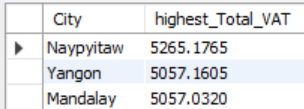 City highest_Total_VAT
Naypyitaw 5265.1765
Yangon 5057.1605
Mandalay 5057.0320